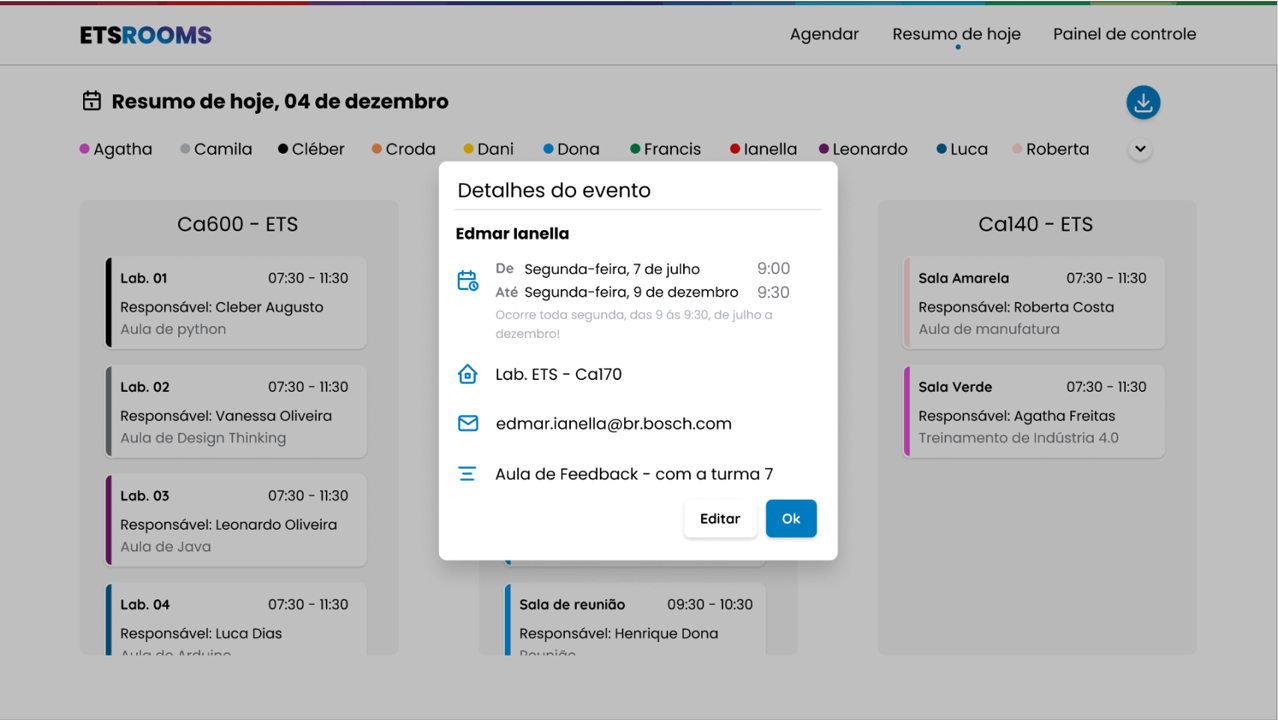 ETSROOMS
Agendar
Resumo de hoje
Painel de controle
Resumo de hoje, 04 de dezembro
Agatha
Camila
Cléber
Croda
Dani
Dona
Francis
Ianella
Leonardo
Luca
Roberta
Ca600 - ETS
Lab. 01 07:30 - 11:30
Responsável: Cleber Augusto
Aula de python
Lab. 02 07:30 - 11:30
Responsável: Vanessa Oliveira
Aula de Design Thinking
Lab. 03 07:30 - 11:30
Responsável: Leonardo Oliveira
Aula de Java
Lab. 04 07:30 - 11:30
Responsável: Luca Dias
Aula de Arduino
Detalhes do evento
Edmar Ianella
De Segunda-feira, 7 de julho 9:00
Até Segunda-feira, 9 de dezembro 9:30
Ocorre toda segunda, das 9 ás 9:30, de julho a
dezembro!
Lab. ETS - Ca170
edmar.ianella@br.bosch.com
Aula de Feedback - com a turma 7
Editar
Ok
Sala de reunião 09:30 - 10:30
Responsável: Henrique Dona
Reunião
Ca140 - ETS
Sala Amarela 07:30 - 11:30
Responsável: Roberta Costa
Aula de manufatura
Sala Verde 07:30 - 11:30
Responsável: Agatha Freitas
Treinamento de Indústria 4.0